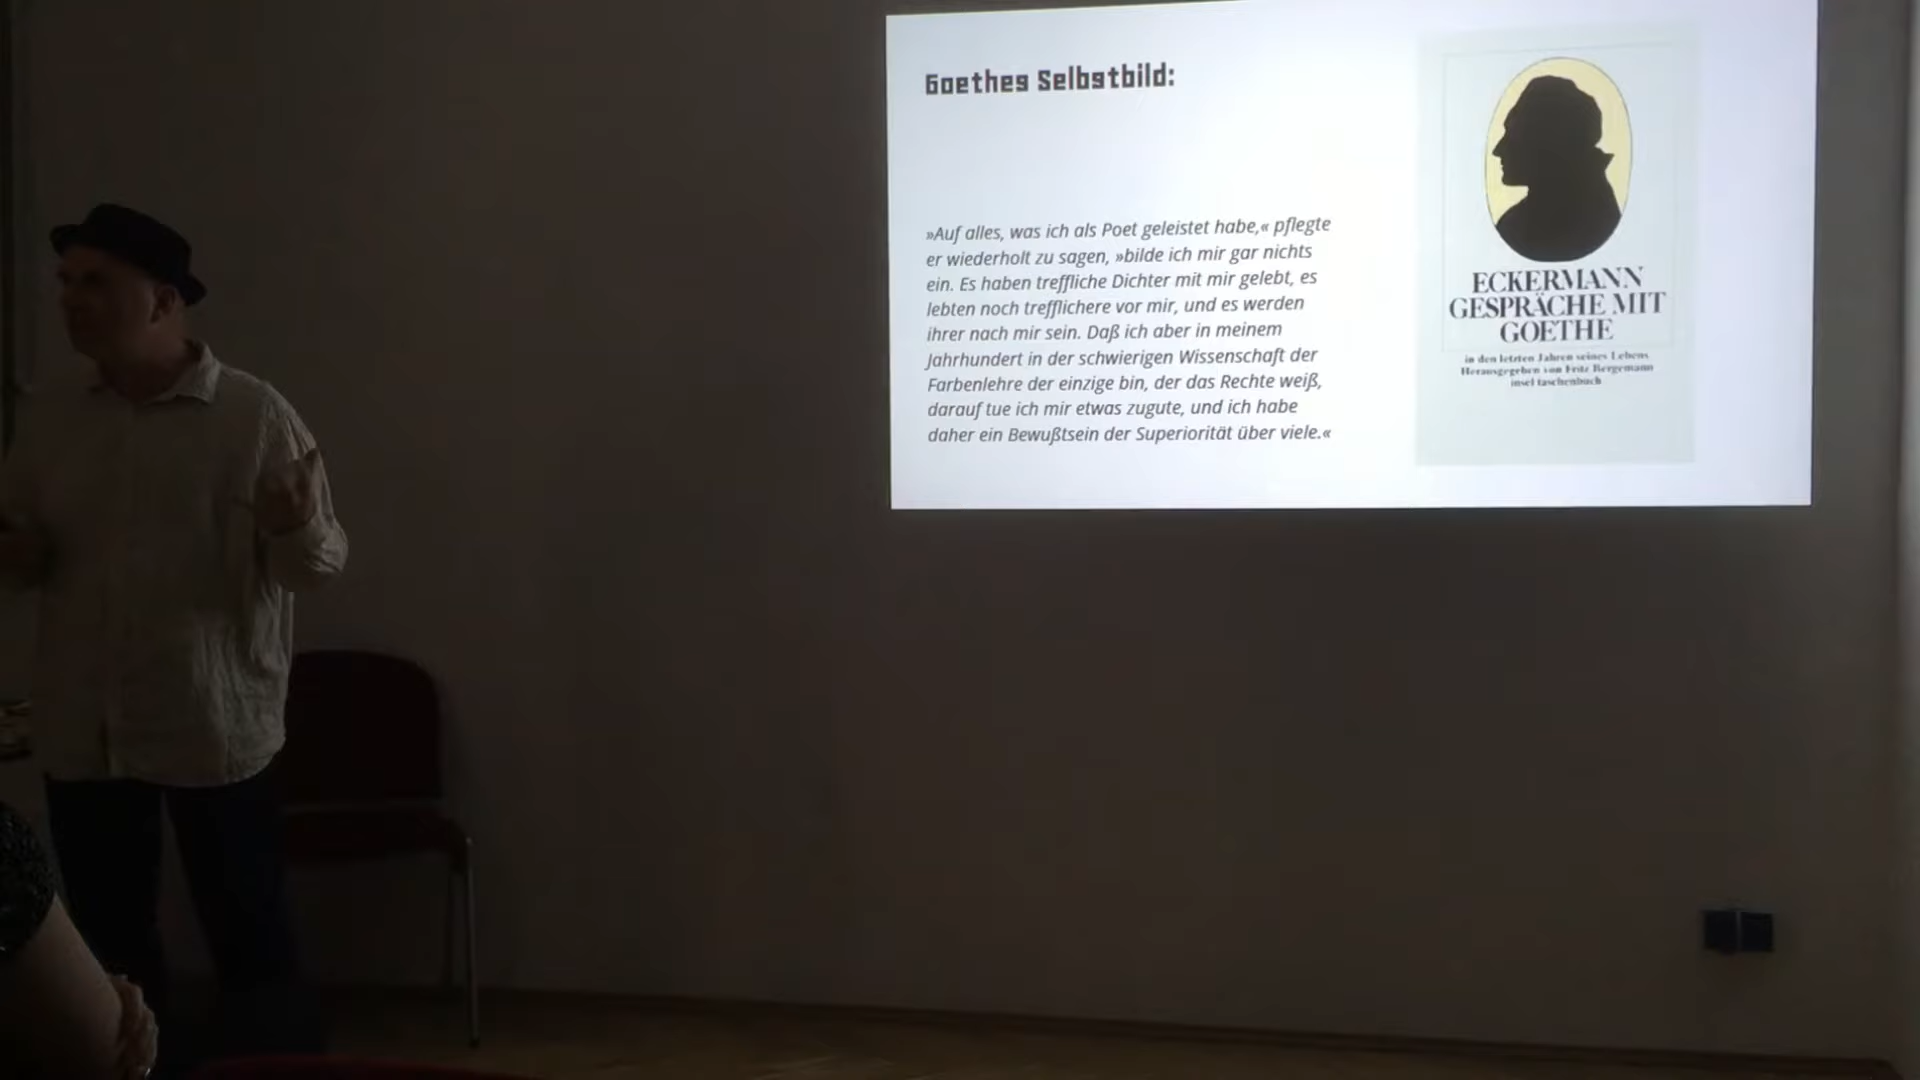 Goethes Selbstbild:
»Auf alles, was ich als Poet geleistet habe,« pflegte
er wiederholt zu sagen, »bilde ich mir gar nichts
ein. Es haben treffliche Dichter mit mir gelebt, es
lebten noch trefflichere vor mir, und es werden
ihrer nach mir sein. Daß ich aber in meinem
Jahrhundert in der schwierigen Wissenschaft der
Farbenlehre der einzige bin, der das Rechte weiß,
darauf tue ich mir etwas zugute, und ich habe
daher ein Bewußtsein der Superiorität über viele.«
ECKERMANN
GESPRÄCHE MIT
GOETHE
in den letzten Jahren seines Lebens
Herausgegeben von Fritz Bergemann
insel taschenbuch